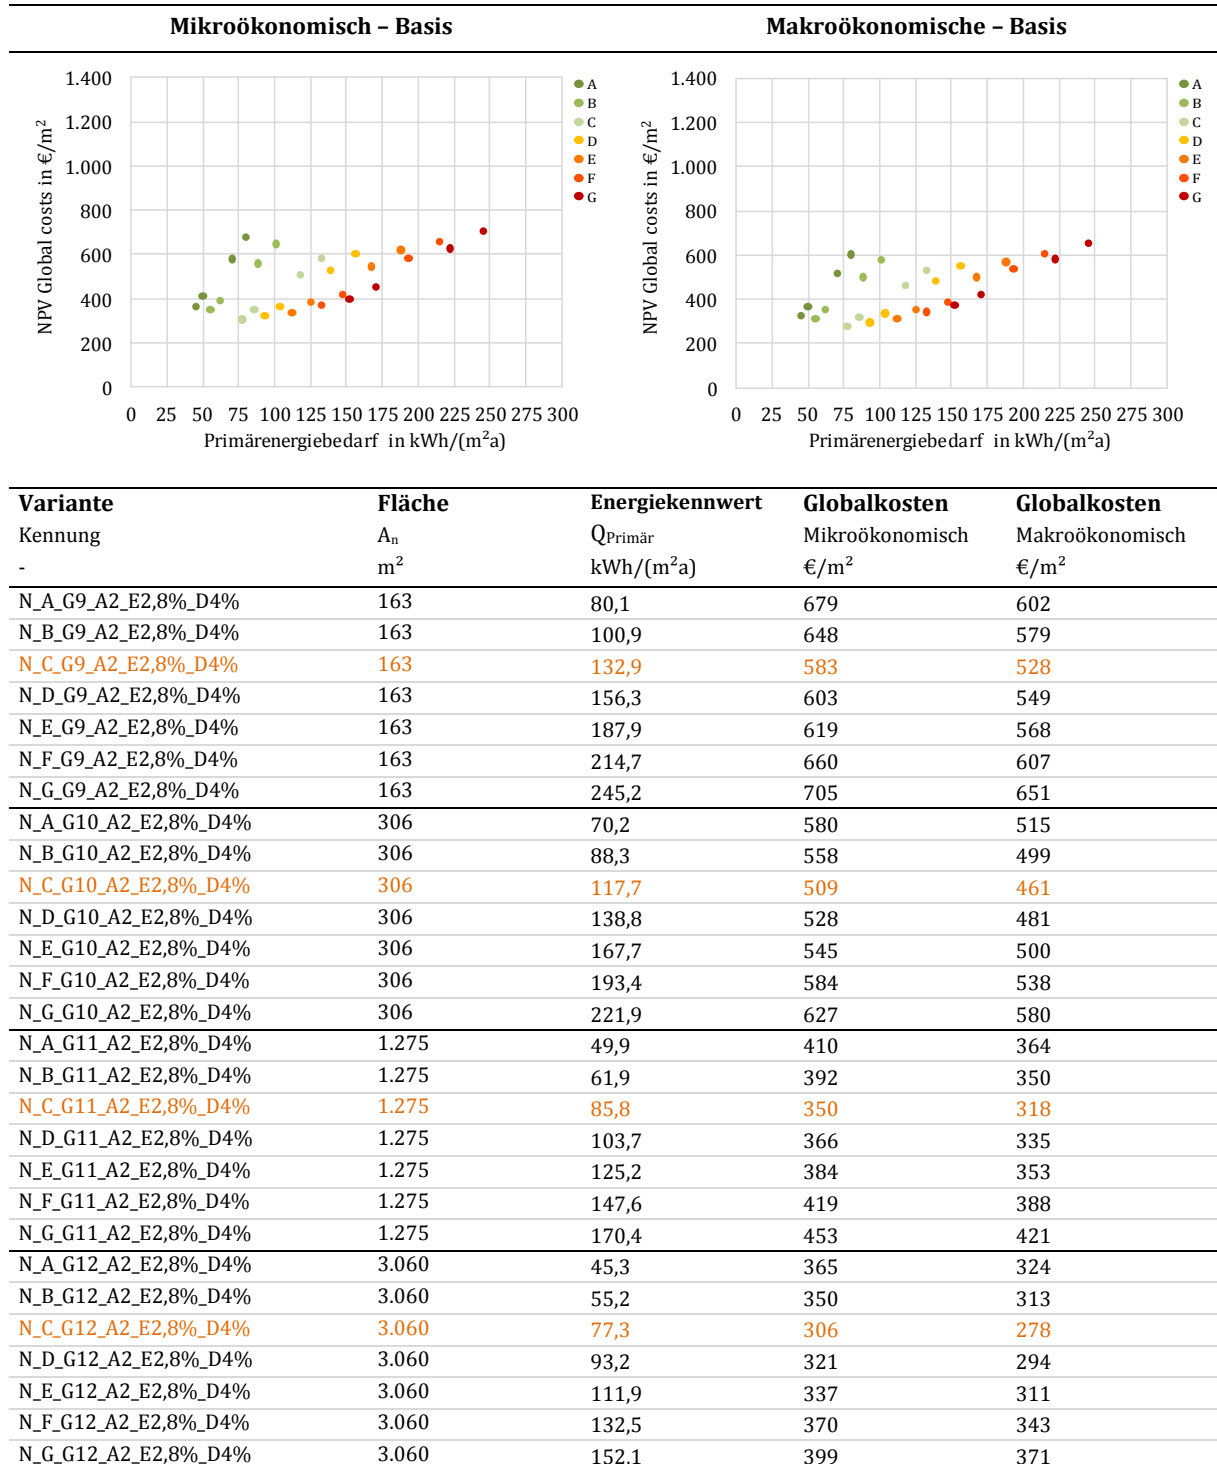 Mikroökonomisch – Basis
Makroökonomische – Basis
1.400
1.200
1.000
800
600
400
200
0
NPV Global costs in €/m²
0 25 50 75 100 125 150 175 200 225 250 275 300
Primärenergiebedarf in kWh/(m²a)
A
B
C
D
E
F
G
1.400
1.200
1.000
800
600
400
200
0
NPV Global costs in €/m²
0 25 50 75 100 125 150 175 200 225 250 275 300
Primärenergiebedarf in kWh/(m²a)
A
B
C
D
E
F
G
Variante Fläche Energiekennwert Globalkosten Globalkosten
Kennung Aₙ Q_Primär Mikroökonomisch Makroökonomisch
- m² kWh/(m²a) €/m² €/m²
N_A_G9_A2_E2,8%_D4% 163 80,1 679 602
N_B_G9_A2_E2,8%_D4% 163 100,9 648 579
N_C_G9_A2_E2,8%_D4% 163 132,9 583 528
N_D_G9_A2_E2,8%_D4% 163 156,3 603 549
N_E_G9_A2_E2,8%_D4% 163 187,9 619 568
N_F_G9_A2_E2,8%_D4% 163 214,7 660 607
N_G_G9_A2_E2,8%_D4% 163 245,2 705 651
N_A_G10_A2_E2,8%_D4% 306 70,2 580 515
N_B_G10_A2_E2,8%_D4% 306 88,3 558 499
N_C_G10_A2_E2,8%_D4% 306 117,7 509 461
N_D_G10_A2_E2,8%_D4% 306 138,8 528 481
N_E_G10_A2_E2,8%_D4% 306 167,7 545 500
N_F_G10_A2_E2,8%_D4% 306 193,4 584 538
N_G_G10_A2_E2,8%_D4% 306 221,9 627 580
N_A_G11_A2_E2,8%_D4% 1.275 49,9 410 364
N_B_G11_A2_E2,8%_D4% 1.275 61,9 392 350
N_C_G11_A2_E2,8%_D4% 1.275 85,8 350 318
N_D_G11_A2_E2,8%_D4% 1.275 103,7 366 335
N_E_G11_A2_E2,8%_D4% 1.275 125,2 384 353
N_F_G11_A2_E2,8%_D4% 1.275 147,6 419 388
N_G_G11_A2_E2,8%_D4% 1.275 170,4 453 421
N_A_G12_A2_E2,8%_D4% 3.060 45,3 365 324
N_B_G12_A2_E2,8%_D4% 3.060 55,2 350 313
N_C_G12_A2_E2,8%_D4% 3.060 77,3 306 278
N_D_G12_A2_E2,8%_D4% 3.060 93,2 321 294
N_E_G12_A2_E2,8%_D4% 3.060 111,9 337 311
N_F_G12_A2_E2,8%_D4% 3.060 132,5 370 343
N_G_G12_A2_E2,8%_D4% 3.060 152,1 399 371